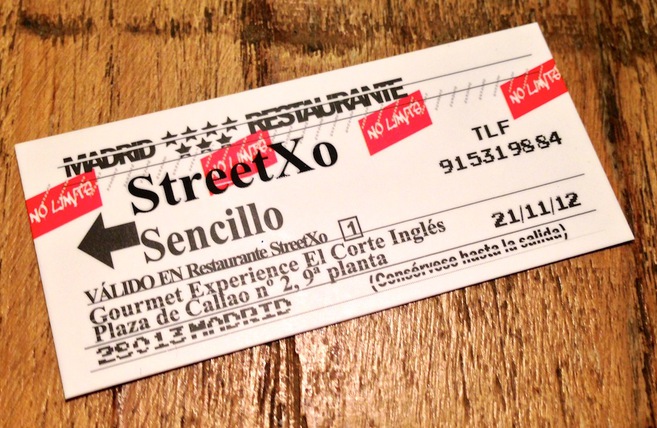 MADRID ******* RESTAURANTE
NO LIMITS
NO LIMITS
NO LIMITS
NO LIMITS
StreetXo
TLF
915319884
Sencillo
VÁLIDO EN Restaurante StreetXo 1
21/11/12
Gourmet Experience El Corte Inglés
Plaza de Callao nº 2, 9ª planta
(Consérvese hasta la salida)
28013 MADRID